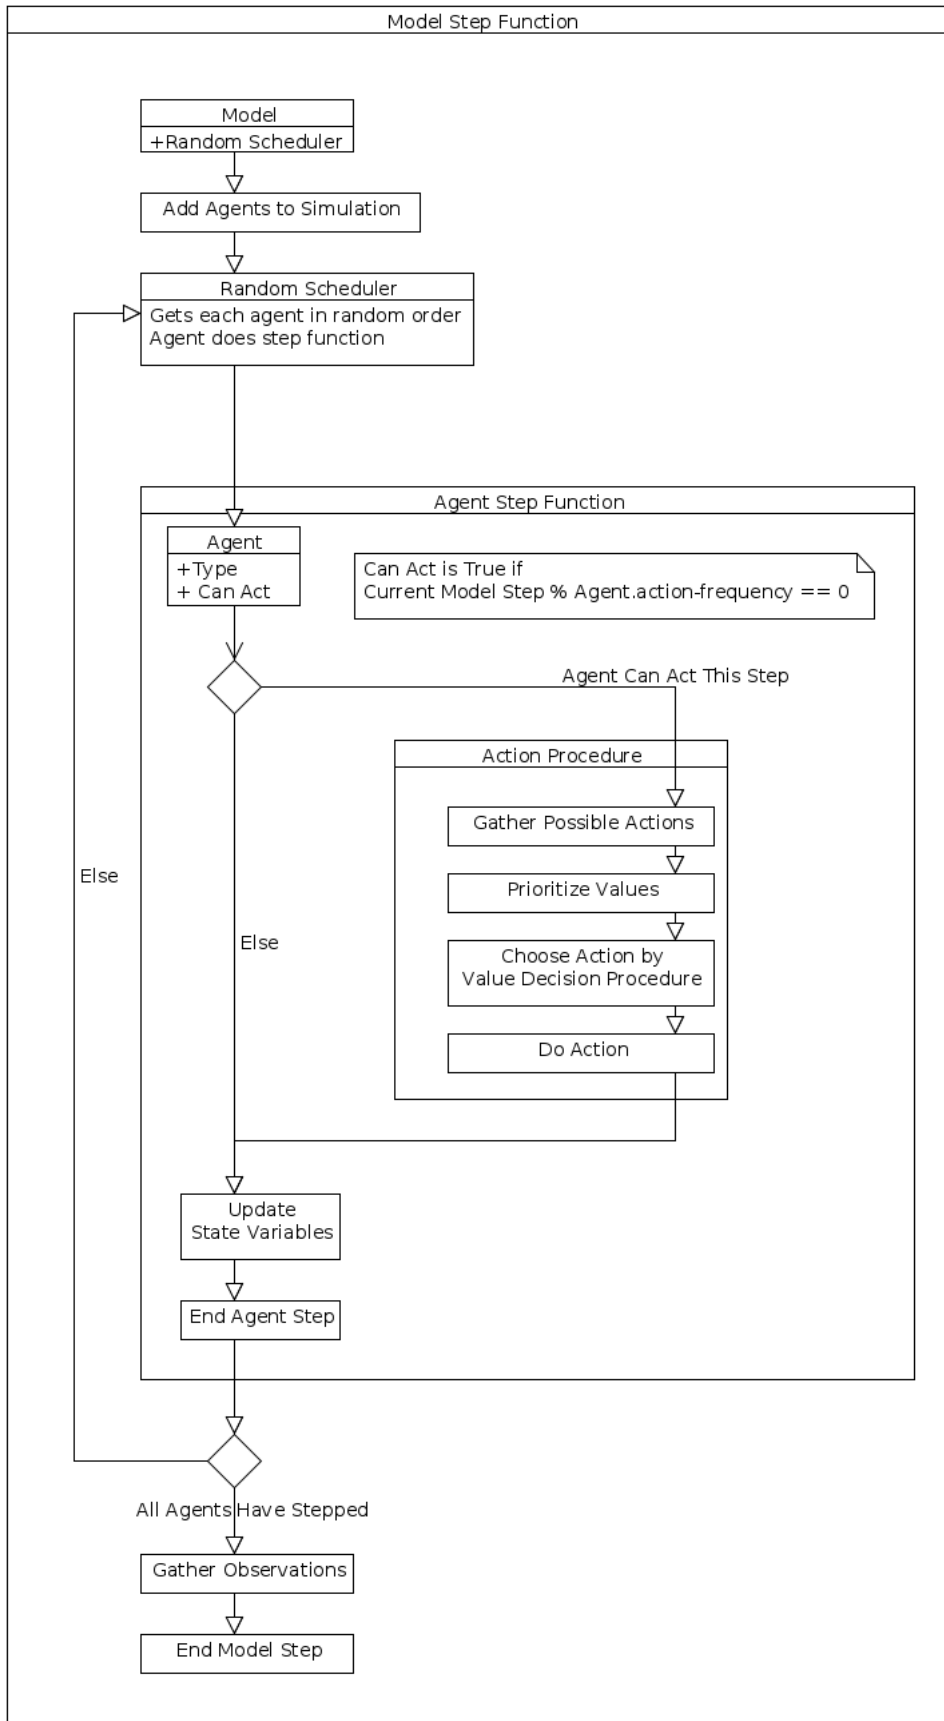 Model Step Function
Model
+Random Scheduler
Add Agents to Simulation
Random Scheduler
Gets each agent in random order
Agent does step function
Agent Step Function
Agent
+Type
+ Can Act
Can Act is True if
Current Model Step % Agent.action-frequency == 0
Agent Can Act This Step
Action Procedure
Gather Possible Actions
Prioritize Values
Choose Action by
Value Decision Procedure
Do Action
Else
Else
Update
State Variables
End Agent Step
All Agents Have Stepped
Gather Observations
End Model Step